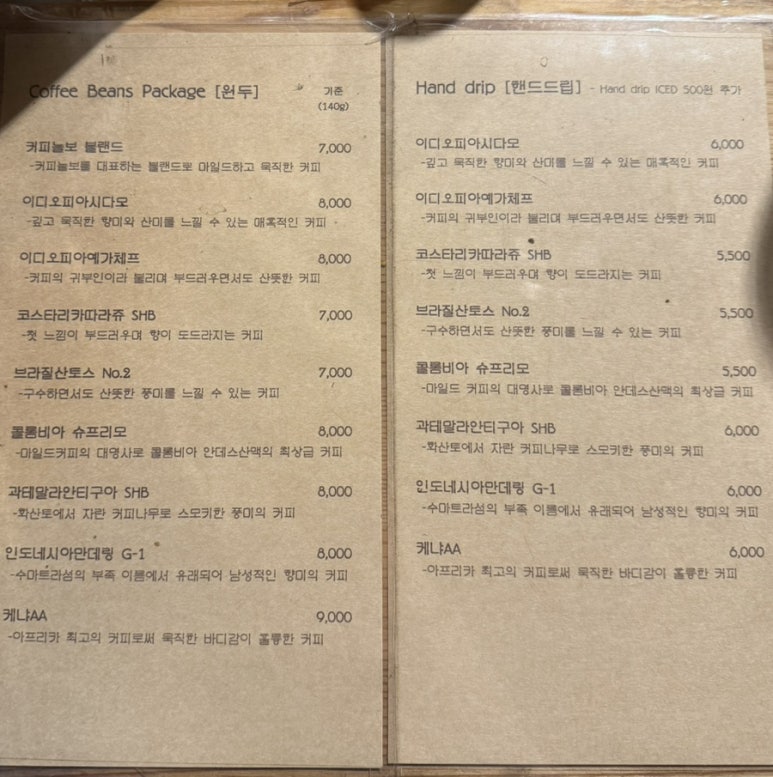 Coffee Beans Package [원두] 기준
(140g)
커피놀보 블랜드 7,000
-커피놀보를 대표하는 블랜드로 마일드하고 묵직한 커피
이디오피아시다모 8,000
-깊고 묵직한 향미와 산미를 느낄 수 있는 매혹적인 커피
이디오피아예가체프 8,000
-커피의 귀부인이라 불리며 부드러우면서도 산뜻한 커피
코스타리카따라쥬 SHB 7,000
-첫 느낌이 부드러우며 향이 도드라지는 커피
브라질산토스 No.2 7,000
-구수하면서도 산뜻한 풍미를 느낄 수 있는 커피
콜롬비아 슈프리모 8,000
-마일드커피의 대명사로 콜롬비아 안데스산맥의 최상급 커피
과테말라안티구아 SHB 8,000
-화산토에서 자란 커피나무로 스모키한 풍미의 커피
인도네시아만데링 G-1 8,000
-수마트라섬의 부족 이름에서 유래되어 남성적인 향미의 커피
케냐AA 9,000
-아프리카 최고의 커피로써 묵직한 바디감이 훌륭한 커피
Hand drip [핸드드립] - Hand drip ICED 500원 추가
이디오피아시다모 6,000
-깊고 묵직한 향미와 산미를 느낄 수 있는 매혹적인 커피
이디오피아예가체프 6,000
-커피의 귀부인이라 불리며 부드러우면서도 산뜻한 커피
코스타리카따라쥬 SHB 5,500
-첫 느낌이 부드러우며 향이 도드라지는 커피
브라질산토스 No.2 5,500
-구수하면서도 산뜻한 풍미를 느낄 수 있는 커피
콜롬비아 슈프리모 5,500
-마일드 커피의 대명사로 콜롬비아 안데스산맥의 최상급 커피
과테말라안티구아 SHB 6,000
-화산토에서 자란 커피나무로 스모키한 풍미의 커피
인도네시아만데링 G-1 6,000
-수마트라섬의 부족 이름에서 유래되어 남성적인 향미의 커피
케냐AA 6,000
-아프리카 최고의 커피로써 묵직한 바디감이 훌륭한 커피